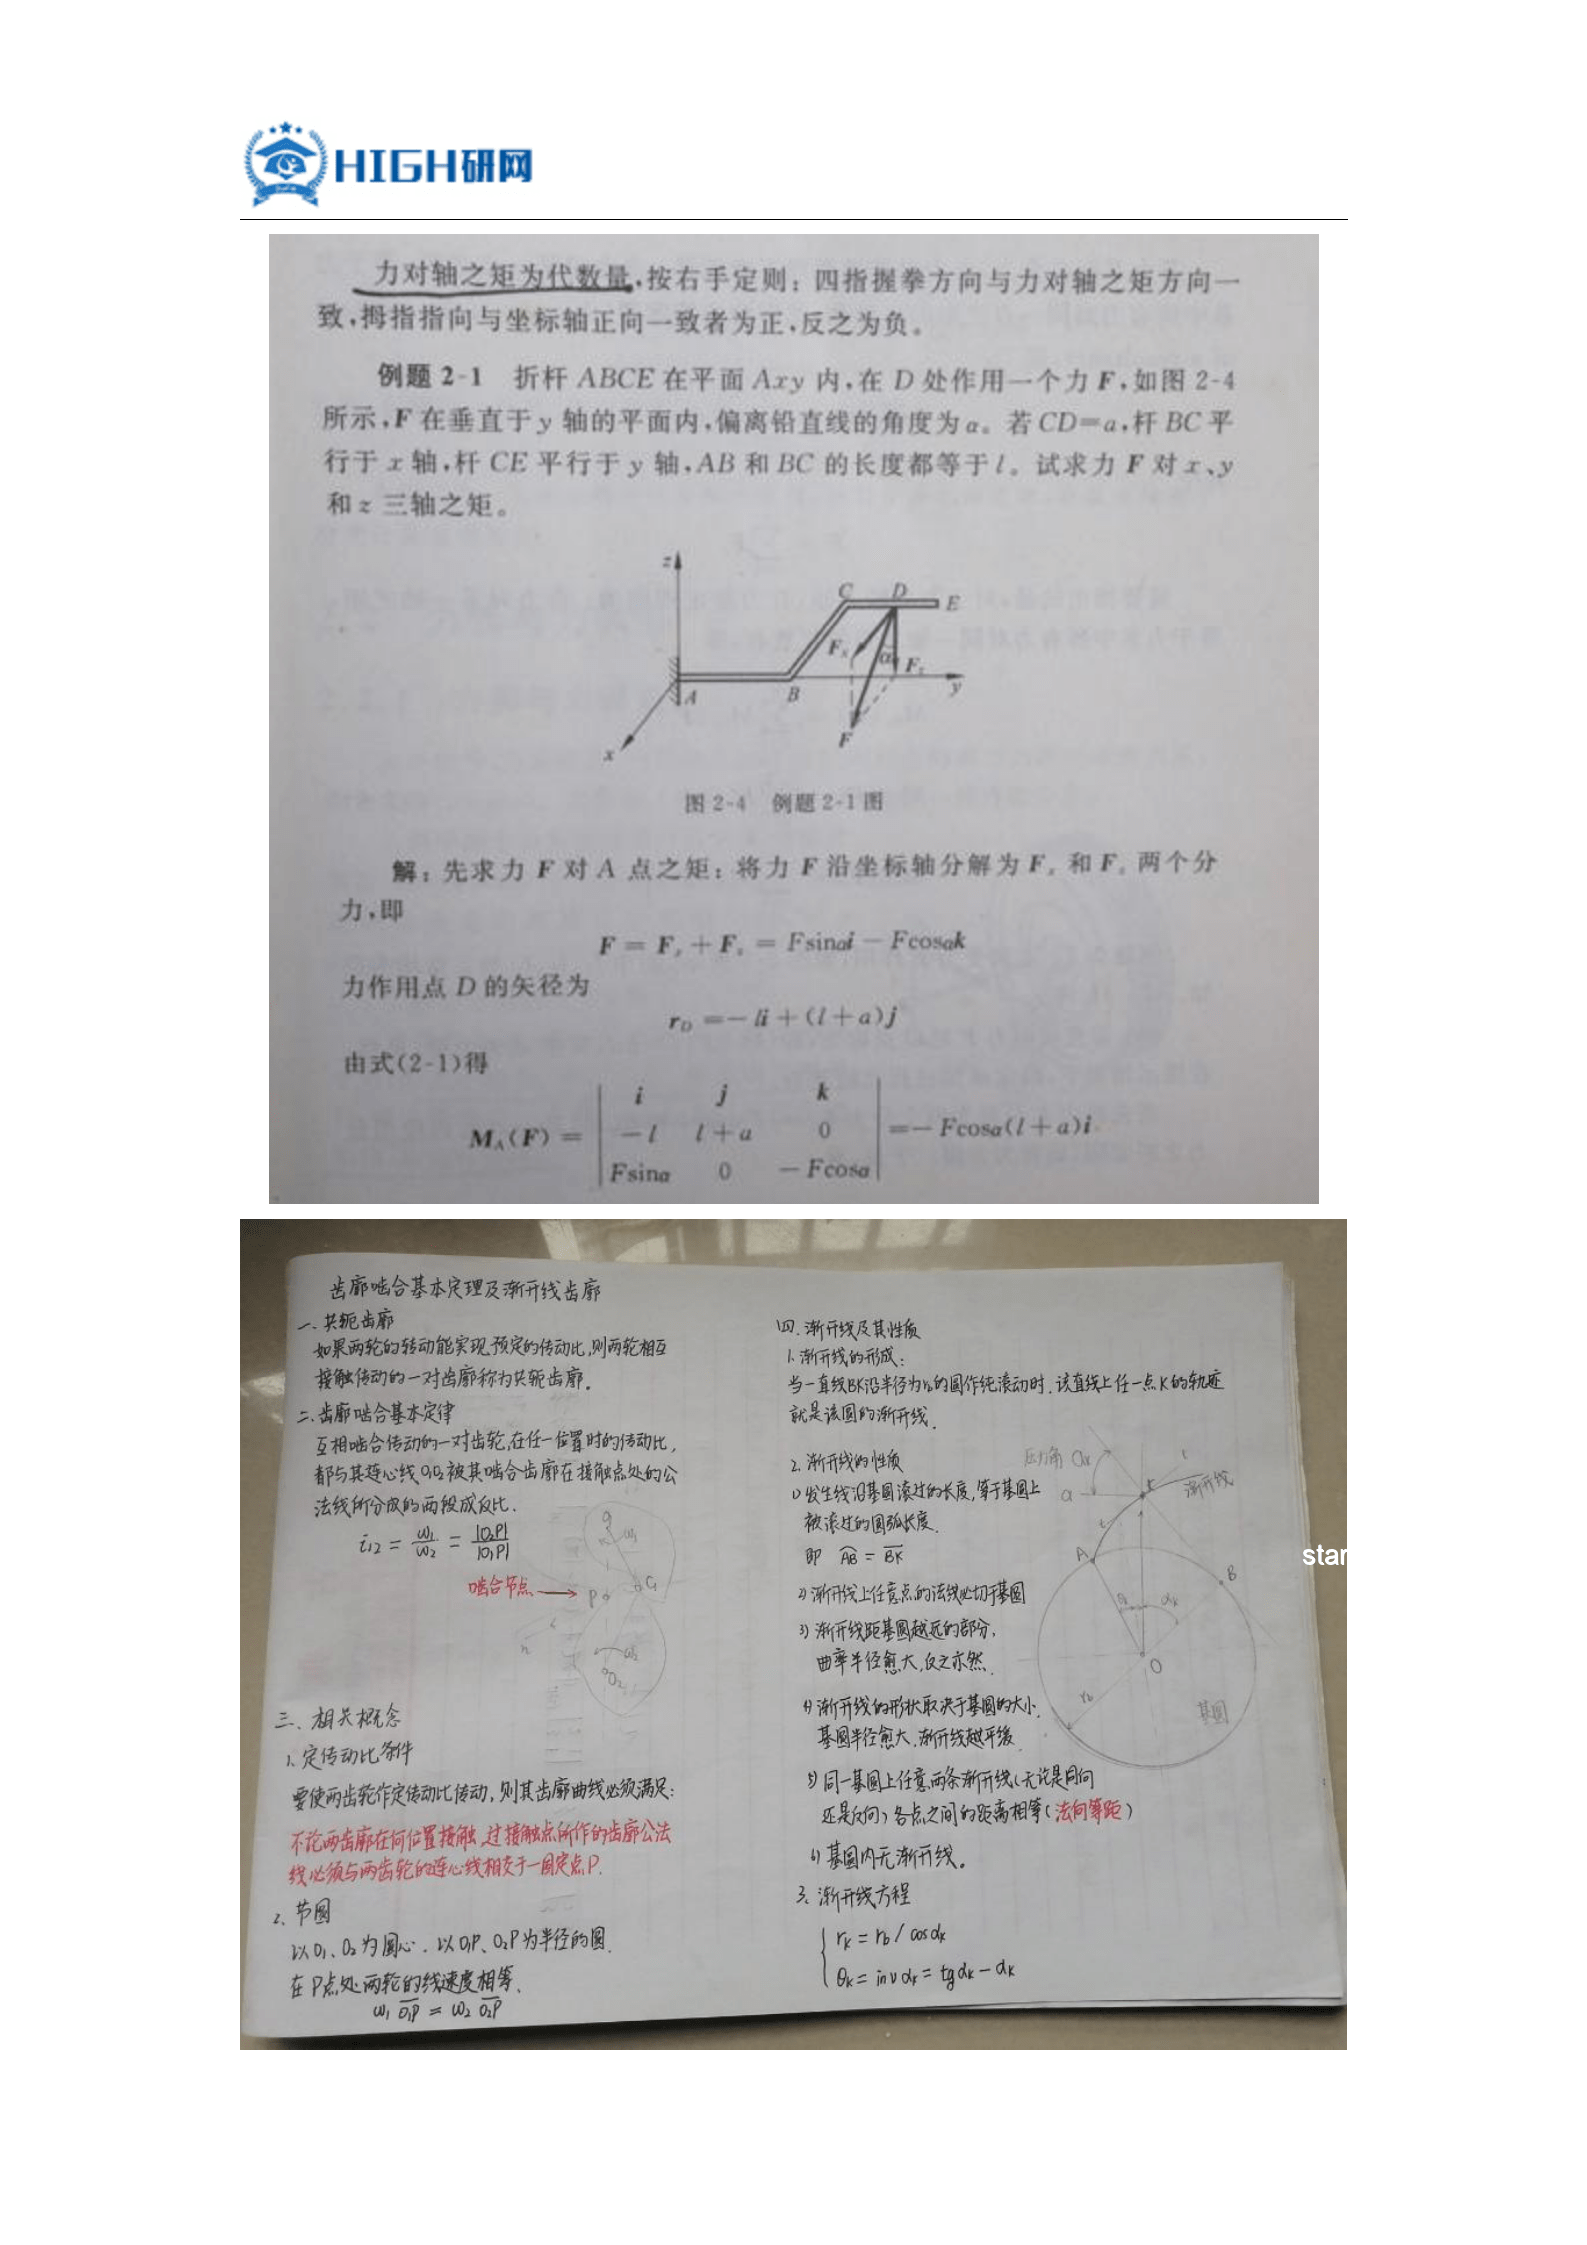 HIGH研网
力对轴之矩为代数量,按右手定则：四指握拳方向与力对轴之矩方向一
致,拇指指向与坐标轴正向一致者为正,反之为负。
例题2-1 折杆 ABCE 在平面 Axy 内,在 D 处作用一个力 F,如图 2-4
所示,F 在垂直于 y 轴的平面内,偏离铅直线的角度为 α。若 CD=a,杆 BC 平
行于 x 轴,杆 CE 平行于 y 轴,AB 和 BC 的长度都等于 l。试求力 F 对 x、y
和 z 三轴之矩。
z
C D E
Fx α Fz
A B y
F
x
图 2-4 例题 2-1 图
解：先求力 F 对 A 点之矩：将力 F 沿坐标轴分解为 Fx 和 Fz 两个分
力,即
F = Fx + Fz = Fsinαi − Fcosαk
力作用点 D 的矢径为
rD = − li + (l + a)j
由式(2-1)得
i j k
MA(F) = −l l+a 0 = − Fcosα(l + a)i
Fsinα 0 − Fcosα
齿廓啮合基本定理及渐开线齿廓
一、共轭齿廓
如果两轮的转动能实现预定的传动比,则两轮相互
接触传动的一对齿廓称为共轭齿廓。
二、齿廓啮合基本定律
互相啮合传动的一对齿轮,在任一位置时的传动比,
都与其连心线O1O2被其啮合齿廓在接触点处的公
法线所分成的两段成反比.
i12 = ω1/ω2 = |O2P|/|O1P|
啮合节点 → P
ω1
ω2
O2
n
三、相关概念
1、定传动比条件
要使两齿轮作定传动比传动,则其齿廓曲线必须满足:
不论两齿廓在何位置接触,过接触点所作的齿廓公法
线必须与两齿轮的连心线相交于一固定点P.
2、节圆
以O1、O2为圆心,以O1P、O2P为半径的圆.
在P点处两轮的线速度相等.
ω1 O1P = ω2 O2P
四、渐开线及其性质
1、渐开线的形成:
当一直线BK沿半径为rb的圆作纯滚动时.该直线上任一点K的轨迹
就是该圆的渐开线.
2、渐开线的性质
1)发生线沿基圆滚过的长度,等于基圆上
被滚过的圆弧长度.
即 AB = BK
2)渐开线上任意点的法线必切于基圆
3)渐开线距基圆越远的部分,
曲率半径愈大,反之亦然.
4)渐开线的形状取决于基圆的大小.
基圆半径愈大,渐开线越平缓.
5)同一基圆上任意两条渐开线(无论是同向
还是反向)各点之间的距离相等(法向等距)
6)基圆内无渐开线。
3、渐开线方程
rK = rb / cosαK
θK = invαK = tgαK − αK
压力角 αK
渐开线
K
A
B
αK
O
rb
基圆
star